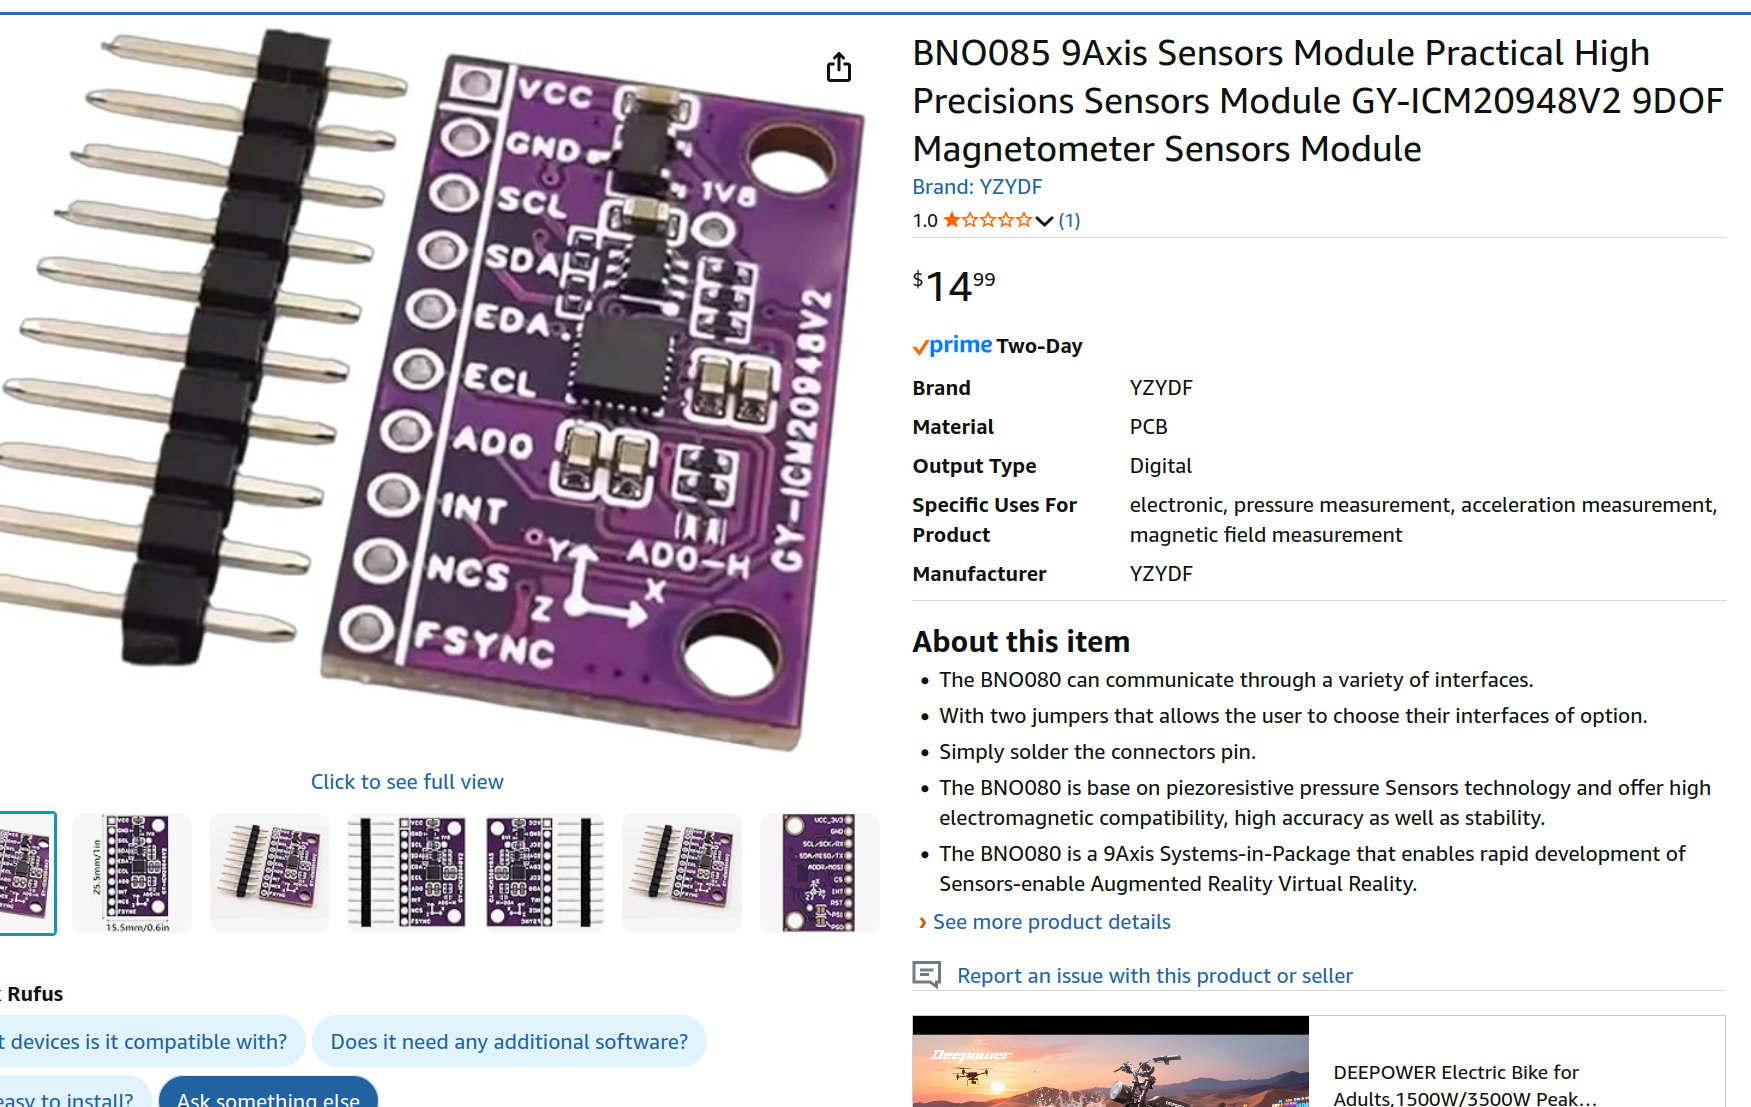 VCC
GND
SCL
SDA
EDA
ECL
AD0
INT
NCS
FSYNC
1V8
GY-ICM20948V2
AD0-H
Y
X
Z
Click to see full view
25.5mm/1in
15.5mm/0.6in
Rufus
devices is it compatible with?
Does it need any additional software?
easy to install?
Ask something else
BNO085 9Axis Sensors Module Practical High
Precisions Sensors Module GY-ICM20948V2 9DOF
Magnetometer Sensors Module
Brand: YZYDF
1.0 (1)
$14 99
prime Two-Day
Brand YZYDF
Material PCB
Output Type Digital
Specific Uses For electronic, pressure measurement, acceleration measurement,
Product magnetic field measurement
Manufacturer YZYDF
About this item
• The BNO080 can communicate through a variety of interfaces.
• With two jumpers that allows the user to choose their interfaces of option.
• Simply solder the connectors pin.
• The BNO080 is base on piezoresistive pressure Sensors technology and offer high
electromagnetic compatibility, high accuracy as well as stability.
• The BNO080 is a 9Axis Systems-in-Package that enables rapid development of
Sensors-enable Augmented Reality Virtual Reality.
› See more product details
Report an issue with this product or seller
Deepower
DEEPOWER Electric Bike for
Adults,1500W/3500W Peak...